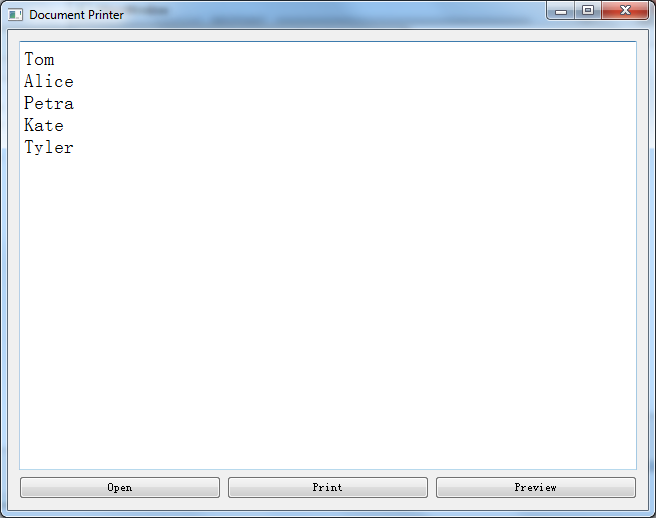 Document Printer
Tom
Alice
Petra
Kate
Tyler
Open Print Preview